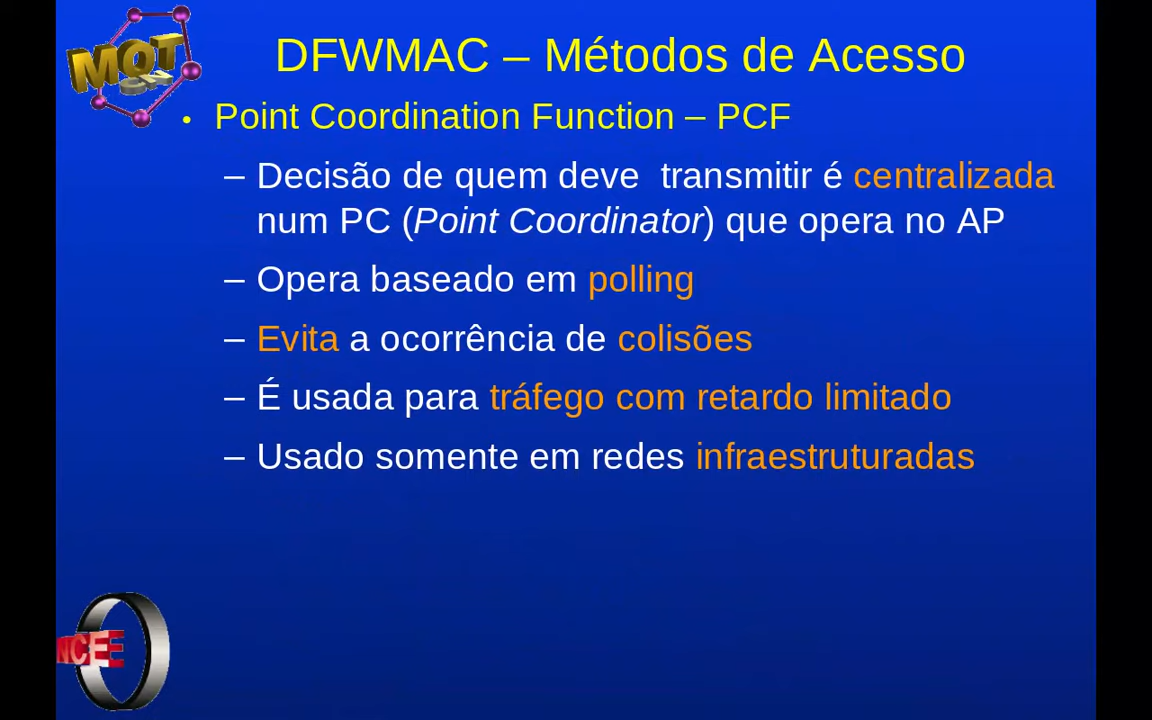 DFWMAC – Métodos de Acesso
• Point Coordination Function – PCF
– Decisão de quem deve  transmitir é centralizada
num PC (Point Coordinator) que opera no AP
– Opera baseado em polling
– Evita a ocorrência de colisões
– É usada para tráfego com retardo limitado
– Usado somente em redes infraestruturadas